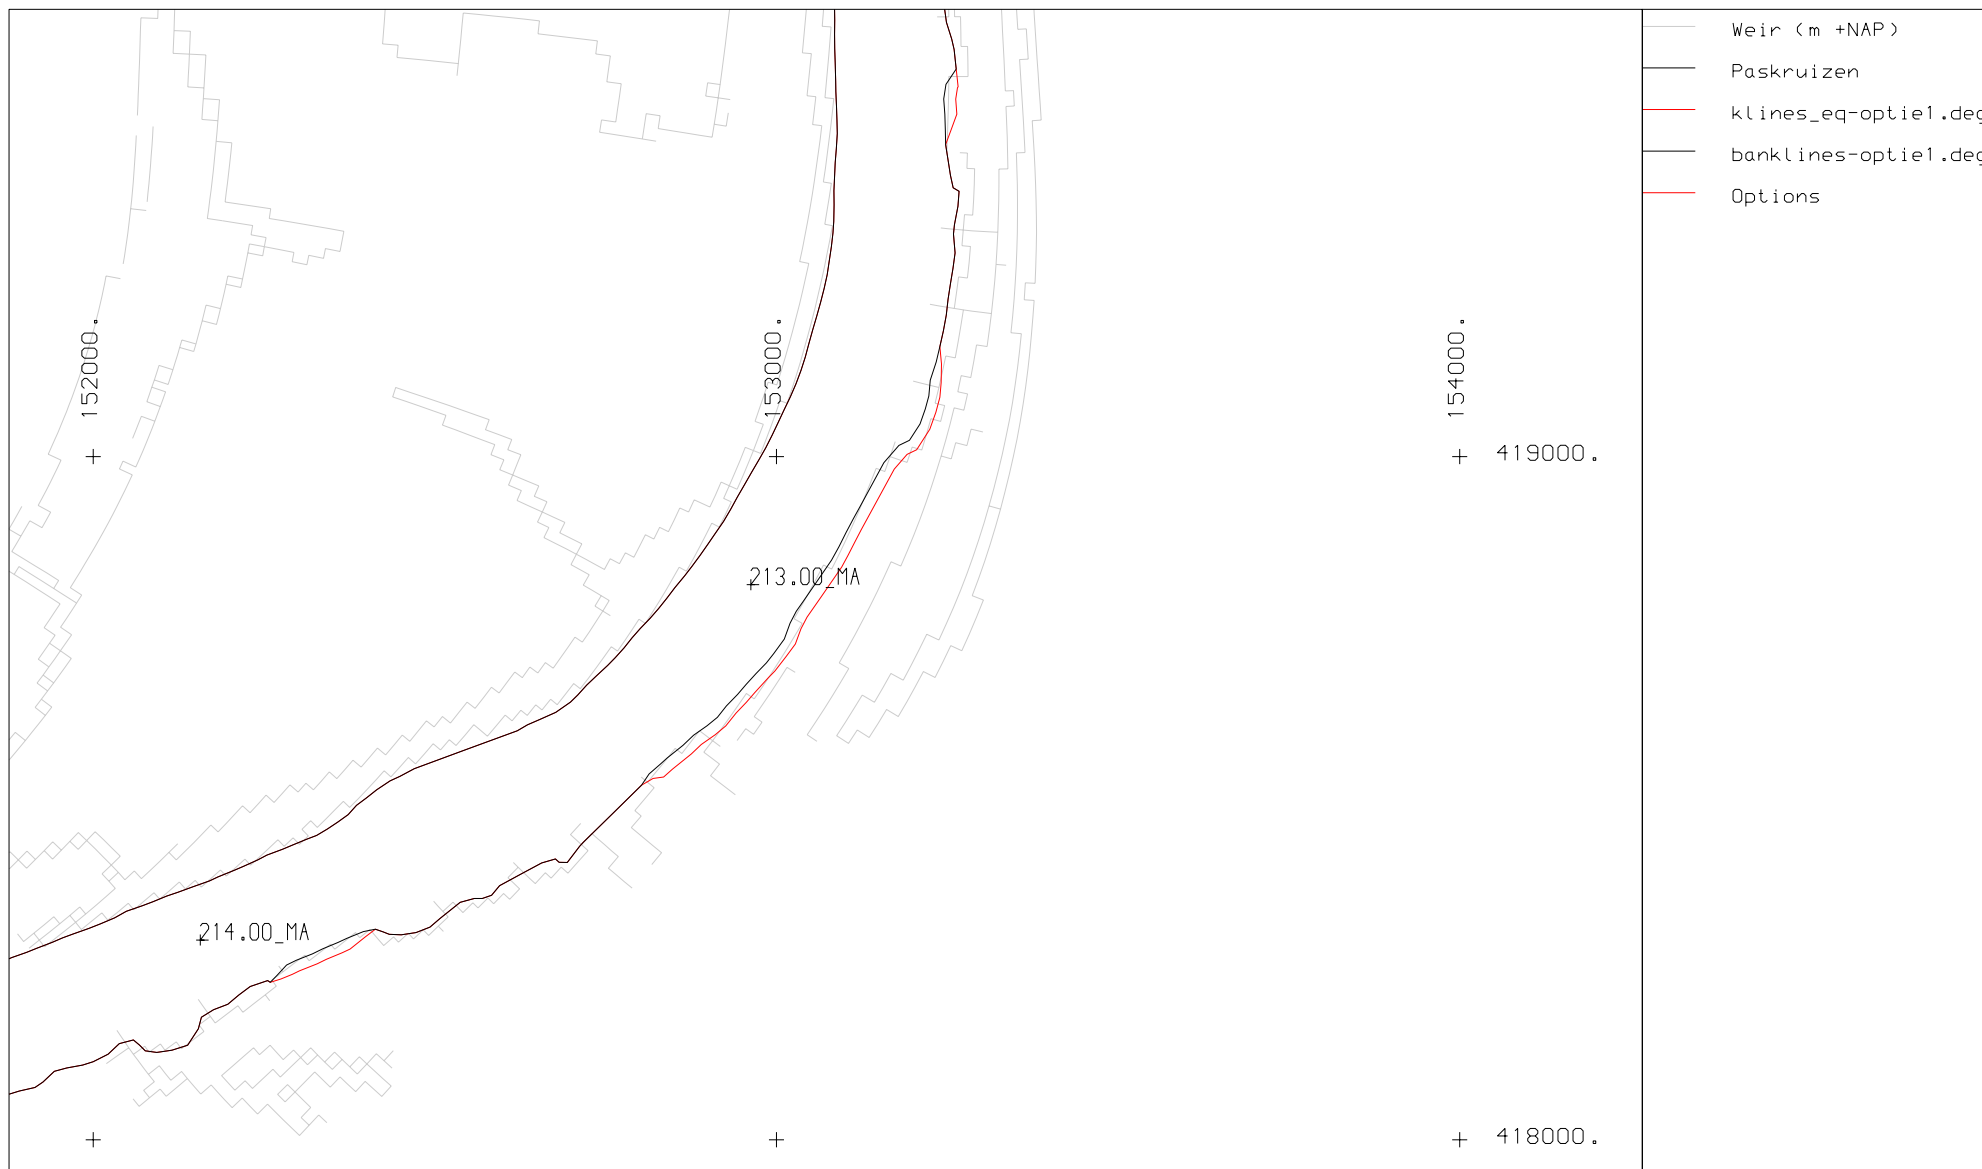 Weir (m +NAP)
Paskruizen
klines_eq-optie1.deg
banklines-optie1.deg
Options
152000.
153000.
154000.
419000.
213.00_MA
214.00_MA
418000.